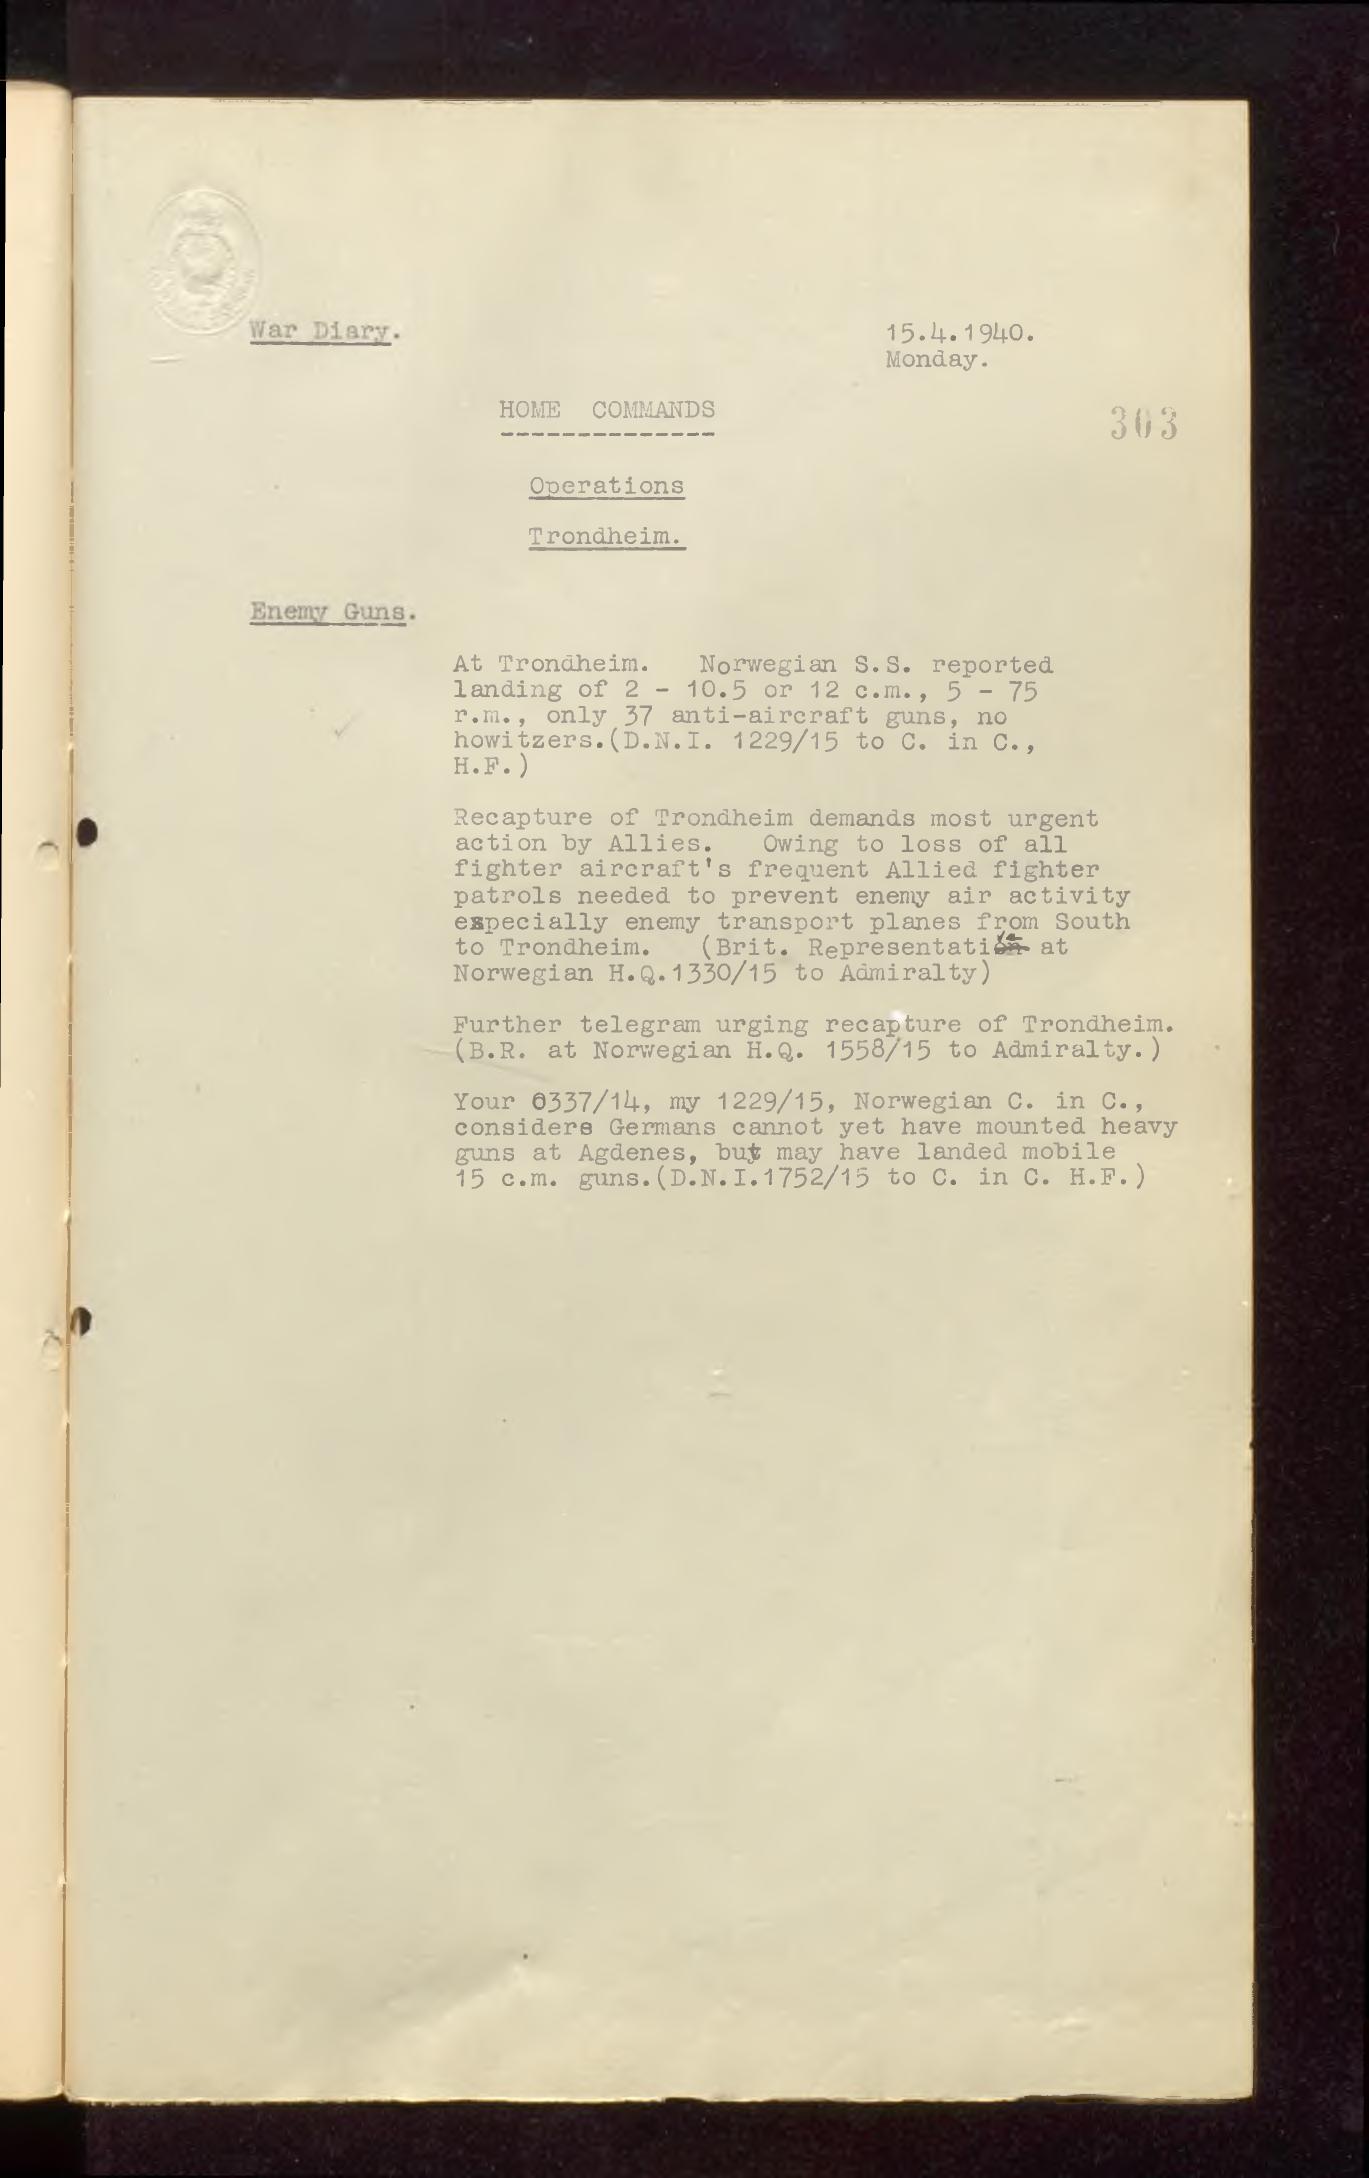 War Diary.
15.4.1940.
Monday.
HOME COMMANDS
303
Operations
Trondheim.
Enemy Guns.
At Trondheim. Norwegian S.S. reported
landing of 2 - 10.5 or 12 c.m., 5 - 75
r.m., only 37 anti-aircraft guns, no
howitzers.(D.N.I. 1229/15 to C. in C.,
H.F.)
Recapture of Trondheim demands most urgent
action by Allies. Owing to loss of all
fighter aircraft's frequent Allied fighter
patrols needed to prevent enemy air activity
especially enemy transport planes from South
to Trondheim. (Brit. Representative at
Norwegian H.Q.1330/15 to Admiralty)
Further telegram urging recapture of Trondheim.
(B.R. at Norwegian H.Q. 1558/15 to Admiralty.)
Your 0337/14, my 1229/15, Norwegian C. in C.,
considers Germans cannot yet have mounted heavy
guns at Agdenes, but may have landed mobile
15 c.m. guns.(D.N.I.1752/15 to C. in C. H.F.)